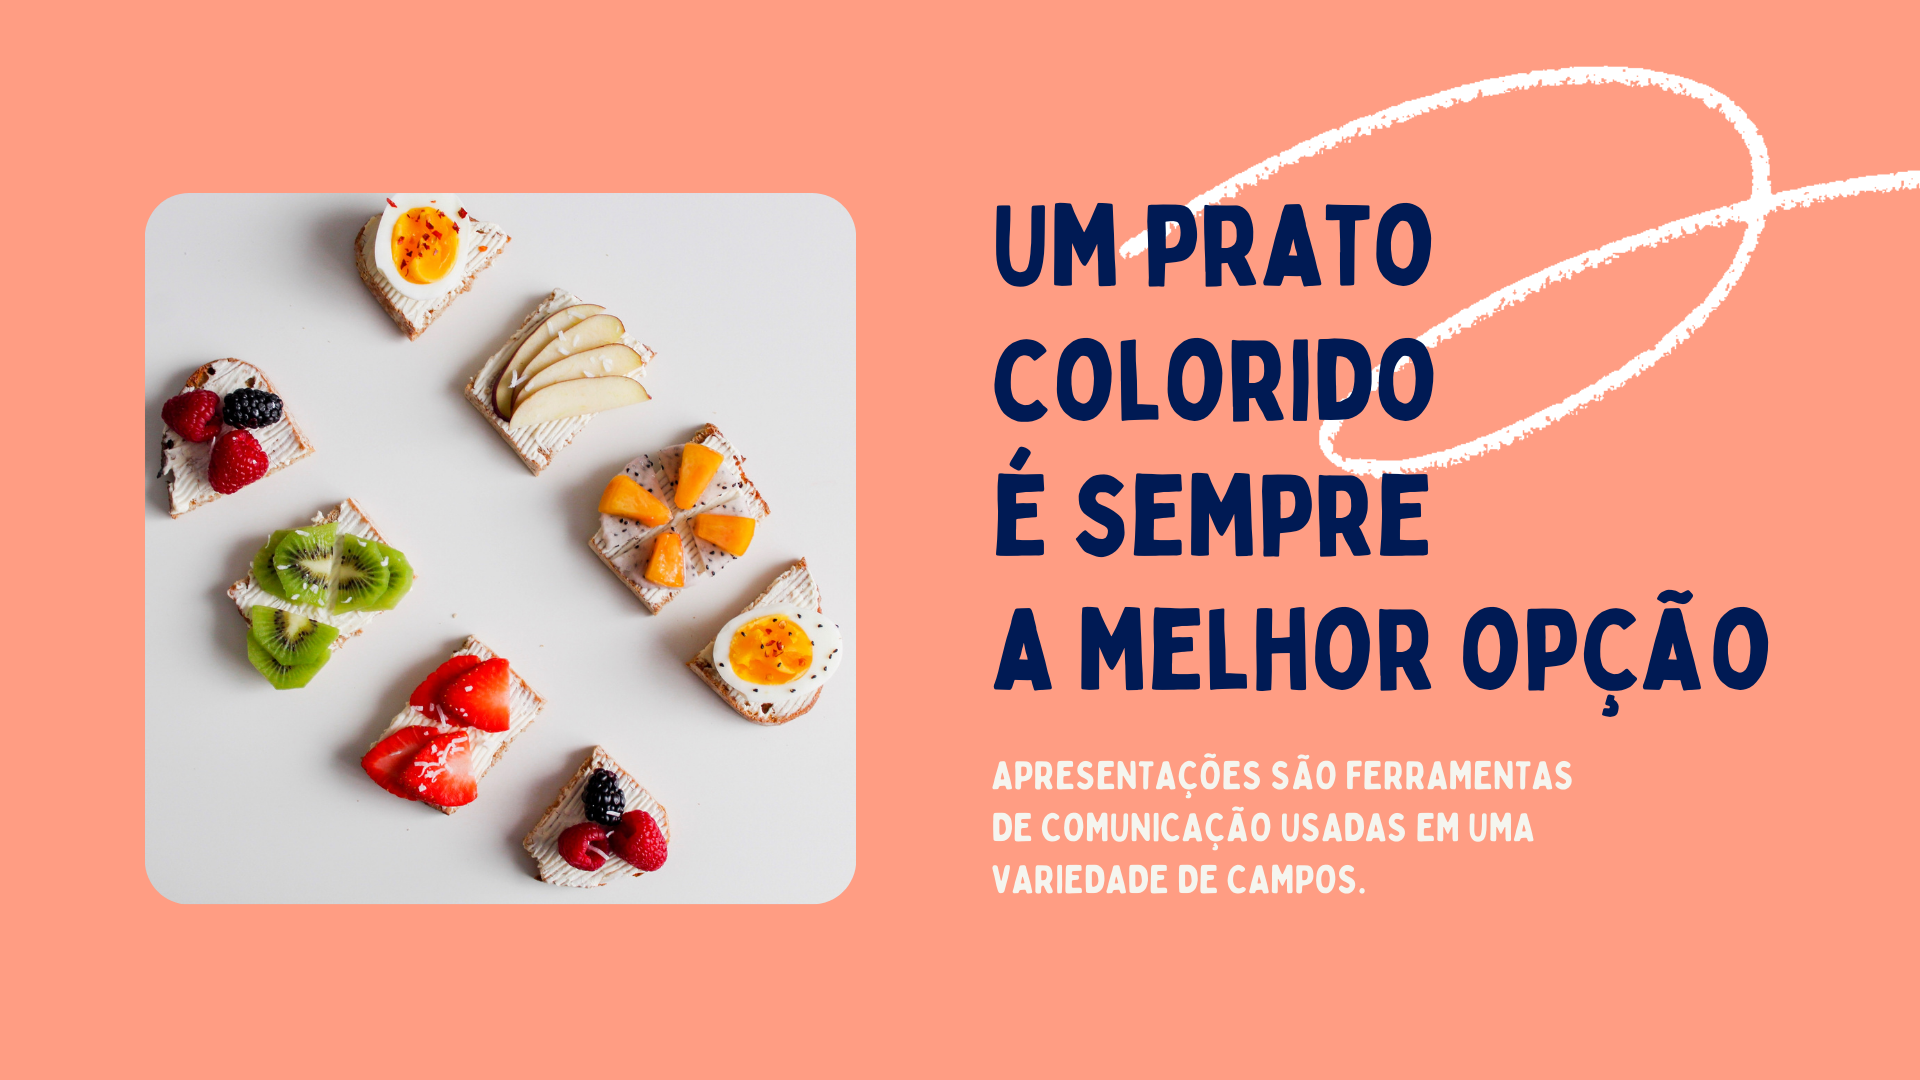 UM PRATO
COLORIDO
É SEMPRE
A MELHOR OPÇÃO
APRESENTAÇÕES SÃO FERRAMENTAS
DE COMUNICAÇÃO USADAS EM UMA
VARIEDADE DE CAMPOS.